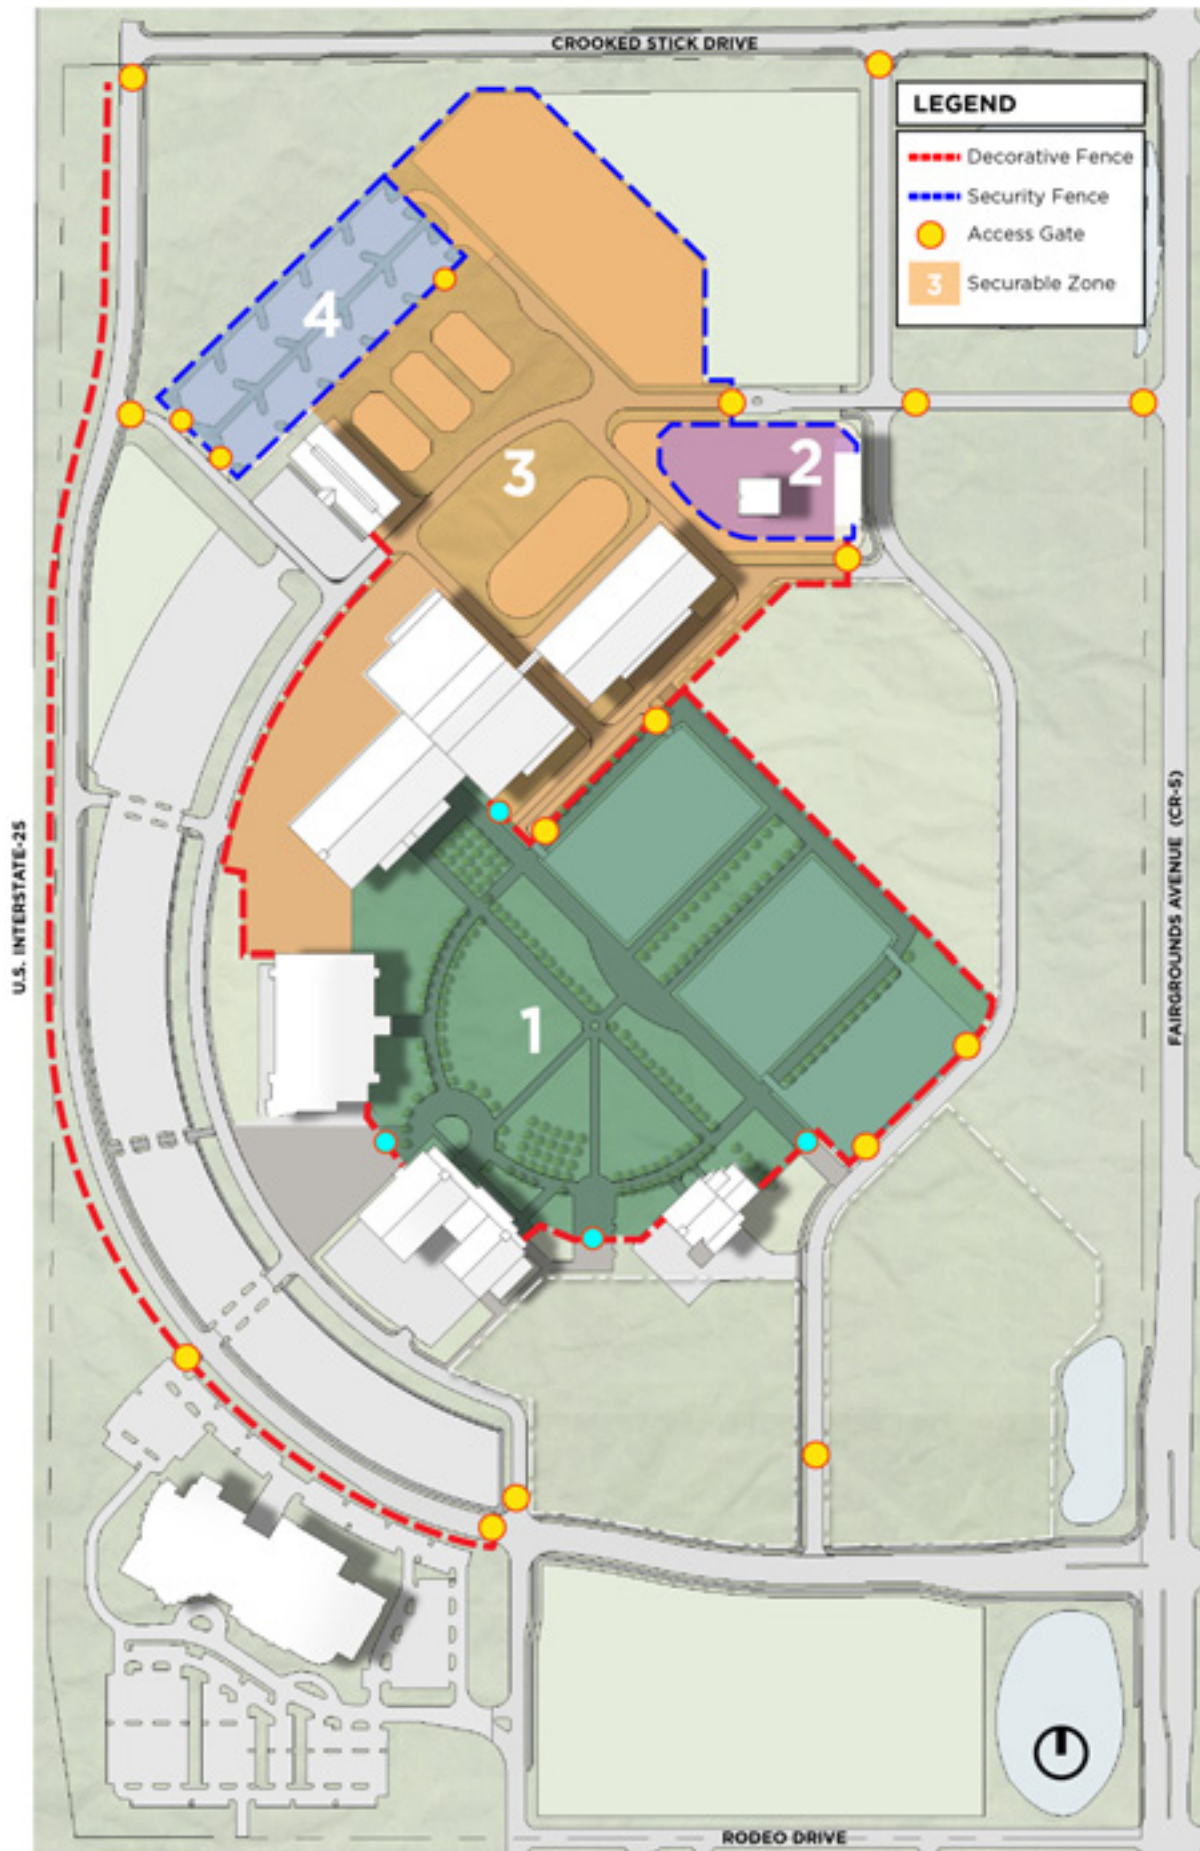 CROOKED STICK DRIVE
LEGEND
Decorative Fence
Security Fence
Access Gate
3 Securable Zone
4
3
2
1
U.S. INTERSTATE-25
FAIRGROUNDS AVENUE (CR-5)
RODEO DRIVE